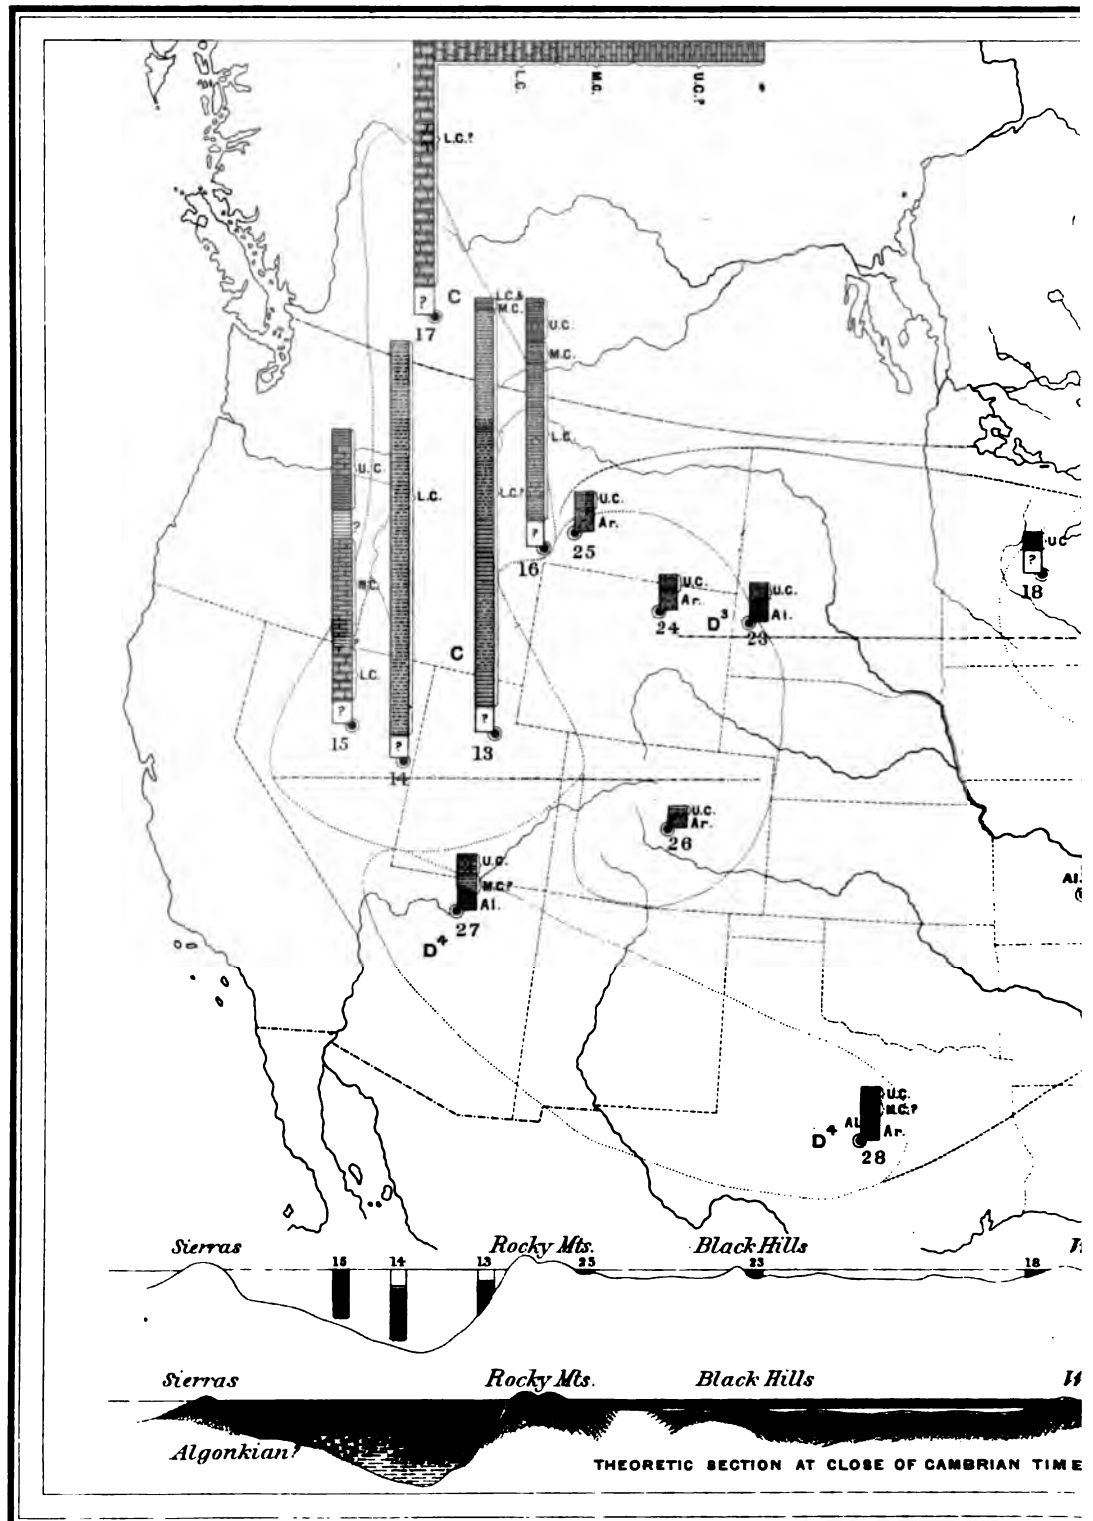 L.C.
M.C.
U.C.?
L.C.?
?
C
17
L.C.&
M.C.
U.C.
M.C.
L.C.
L.C.?
?
16
U.C.
?
M.C.
?
L.C.
?
15
L.C.
?
14
C
?
13
U.C.
Ar.
25
U.C.
Ar.
24
D³
U.C.
Al.
23
U.C
?
18
U.C.
Ar.
26
Al.
U.C.
M.C.?
Al.
27
D⁴
U.C.
M.C.?
Al.
Ar.
D⁴
28
Sierras Rocky Mts. Black Hills
15 14 13 25 23 18
Sierras Rocky Mts. Black Hills
Algonkian?
THEORETIC SECTION AT CLOSE OF CAMBRIAN TIME